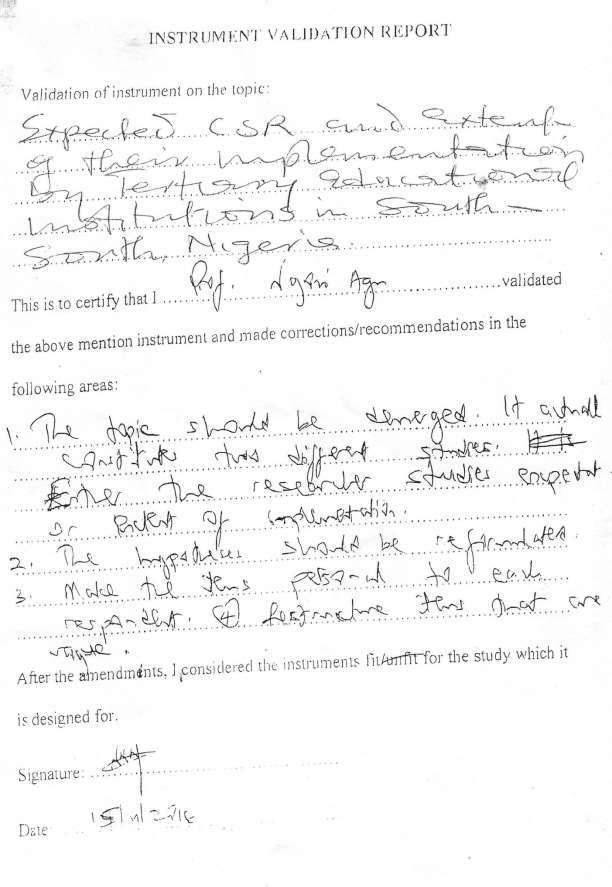 INSTRUMENT VALIDATION REPORT
Validation of instrument on the topic:
Expected CSR and Extent
of their implementation
by Tertiary educational
Institutions in South-
South, Nigeria.
This is to certify that I Prof. validated
the above mention instrument and made corrections/recommendations in the
following areas:
1. The topic should be demerged. It actuall
constitute two different studies.
Either the researcher studies
or of implementation.
2. The hypotheses should be reformulated.
3. Make the items personal to each
respondent. (4) Restructure items that are
vague.
After the amendments, I considered the instruments fit/unfit for the study which it
is designed for.
Signature:
Date